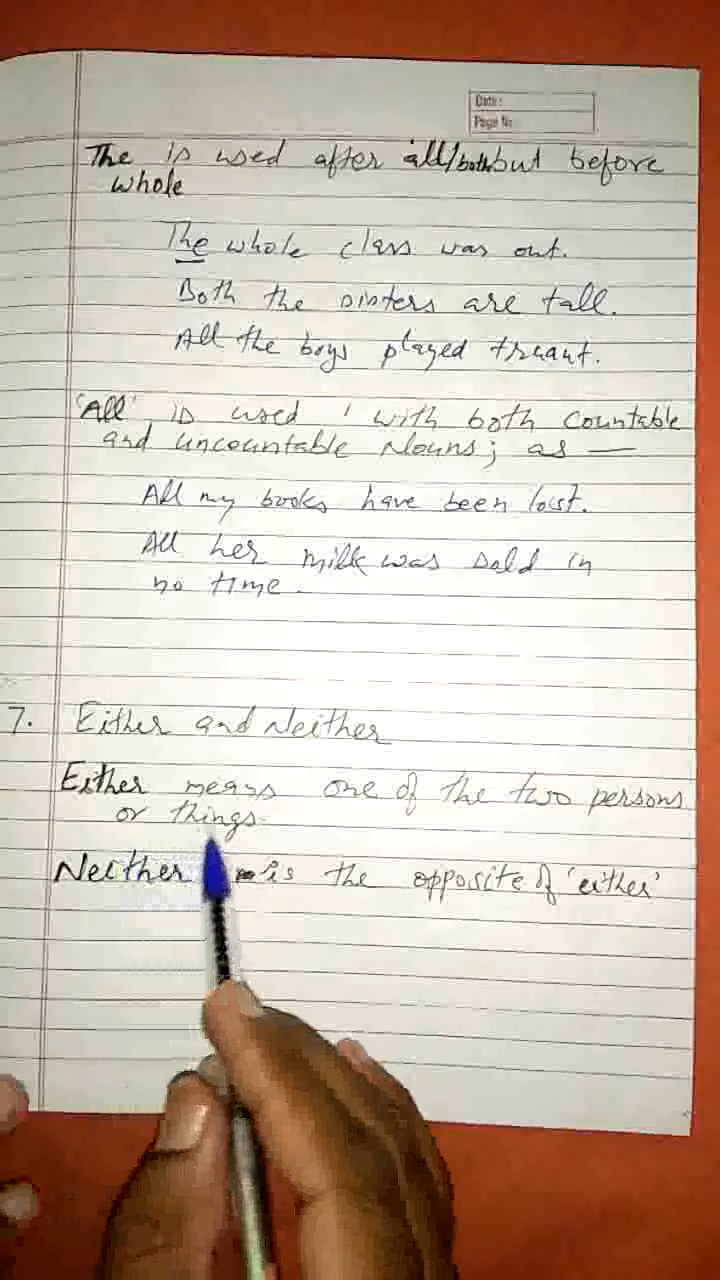 Date:
Page No
The is used after all/both but before
whole
The whole class was out.
Both the sisters are tall.
All the boys played truant.
'All' is used with both Countable
and uncountable Nouns; as —
All my books have been lost.
All her milk was sold in
no time.
7. Either and Neither
Either means one of the two persons
or things.
Neither is the opposite of 'either'